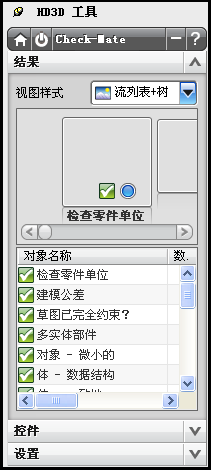 HD3D 工具
Check-Mate
结果
视图样式
流列表+树
检查零件单位
对象名称
数.
检查零件单位
建模公差
草图已完全约束?
多实体部件
对象 - 微小的
体 - 数据结构
控件
设置